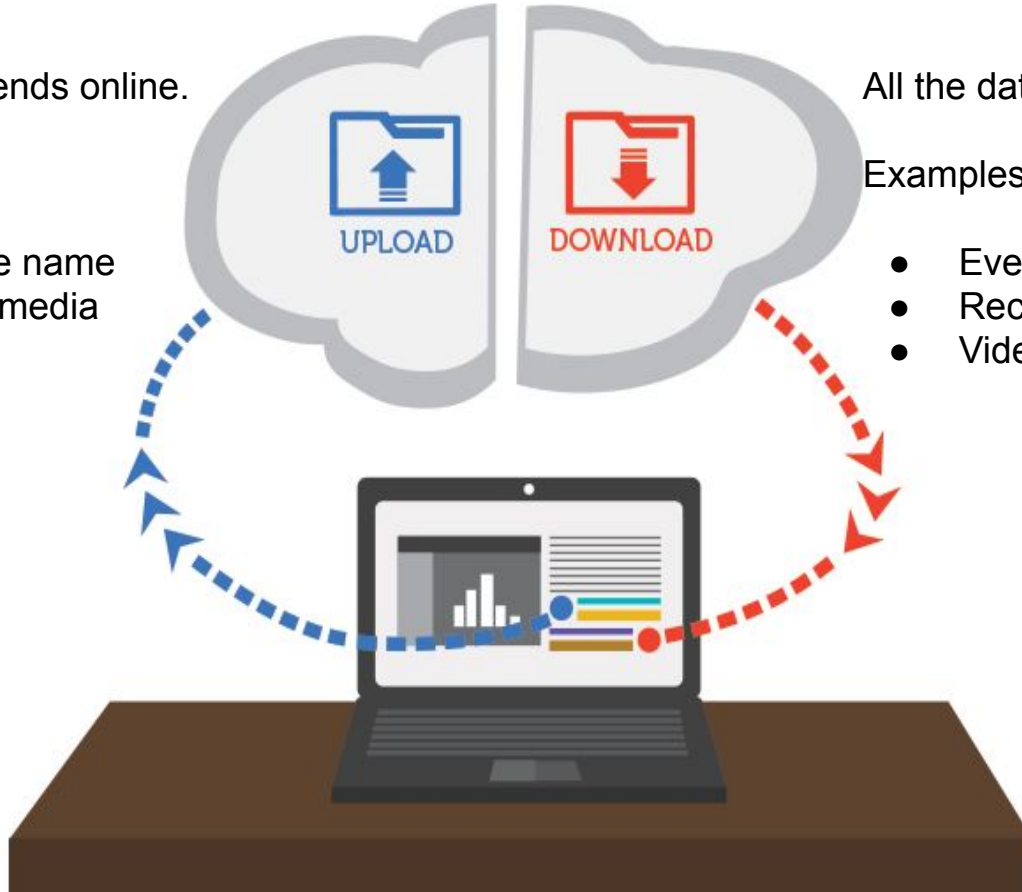 ends online.
e name
media
UPLOAD
DOWNLOAD
All the dat
Examples
● Eve
● Rec
● Vide